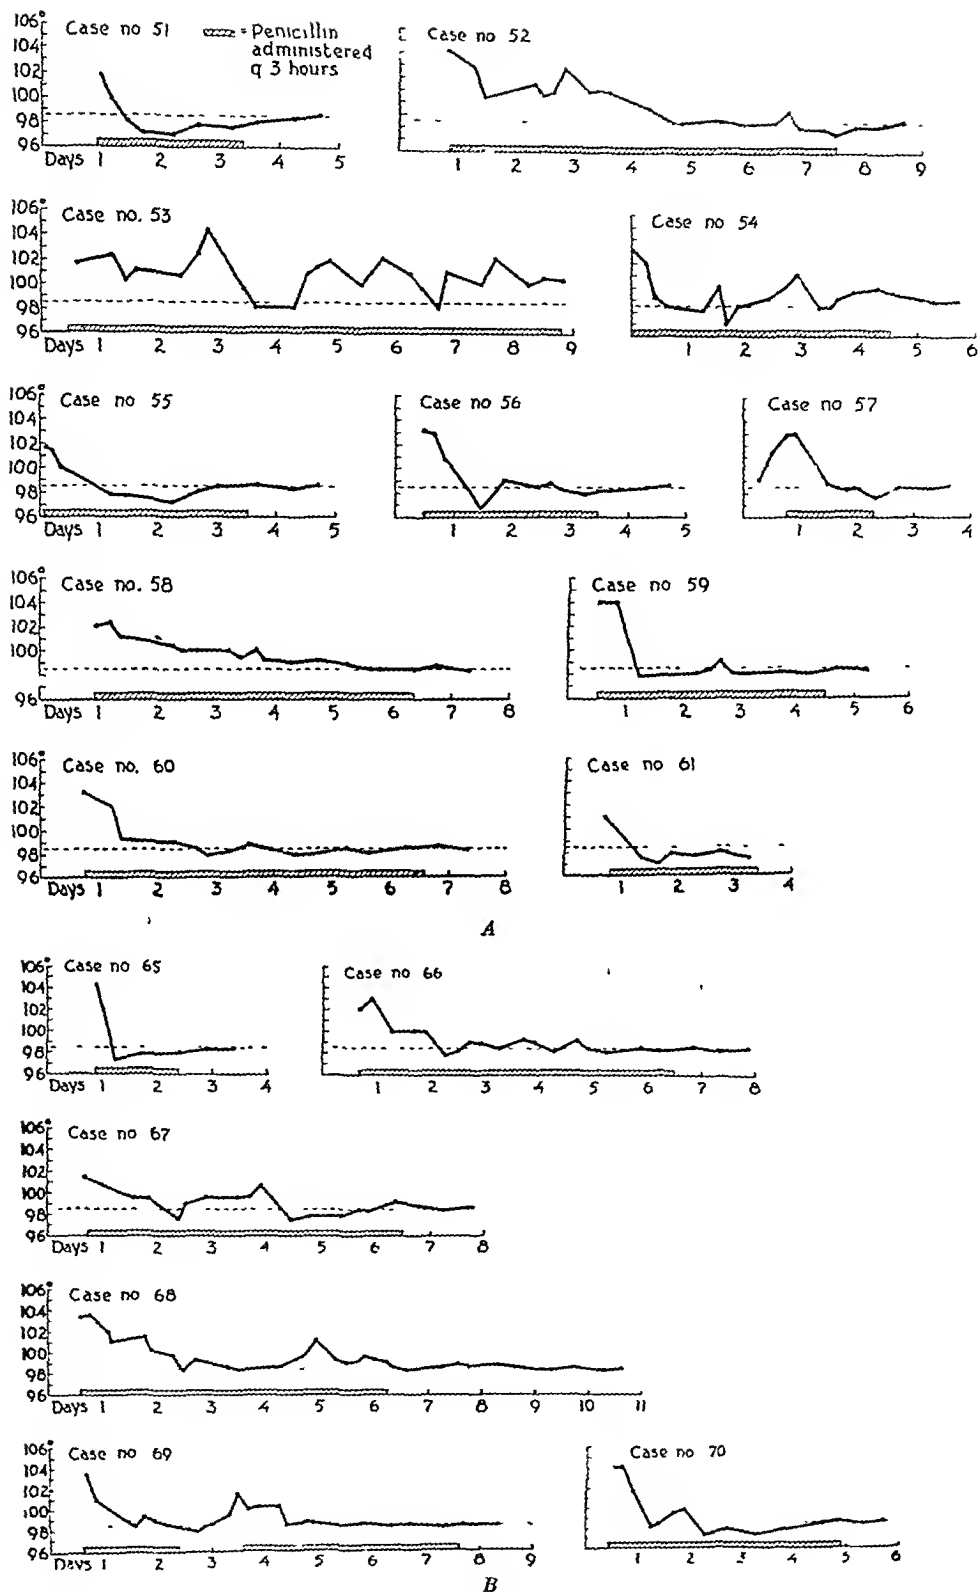 106°
104
102
100
98
96
Case no 51
= Penicillin
administered
q 3 hours
Days 1 2 3 4 5
Case no 52
2 3 4 5 6 7 8 9
106°
104
102
100
98
96
Case no. 53
Days 1 2 3 4 5 6 7 8 9
Case no 54
1 2 3 4 5 6
106°
104
102
100
98
96
Case no 55
Days 1 2 3 4 5
Case no 56
1 2 3 4 5
Case no 57
1 2 3 4
106°
104
102
100
96
Case no. 58
Days 1 2 3 4 5 6 7 8
Case no 59
1 2 3 4 5 6
106°
104
102
100
98
96
Case no. 60
Days 1 2 3 4 5 6 7 8
Case no 61
1 2 3 4
A
106°
104
102
100
98
96
Case no 65
Days 1 2 3 4
Case no 66
1 2 3 4 5 6 7 8
106°
104
102
100
98
96
Case no 67
Days 1 2 3 4 5 6 7 8
106°
104
102
100
98
96
Case no 68
Days 1 2 3 4 5 6 7 8 9 10 11
106°
104
102
100
98
96
Case no 69
Days 1 2 3 4 5 6 7 8 9
Case no 70
1 2 3 4 5 6
B